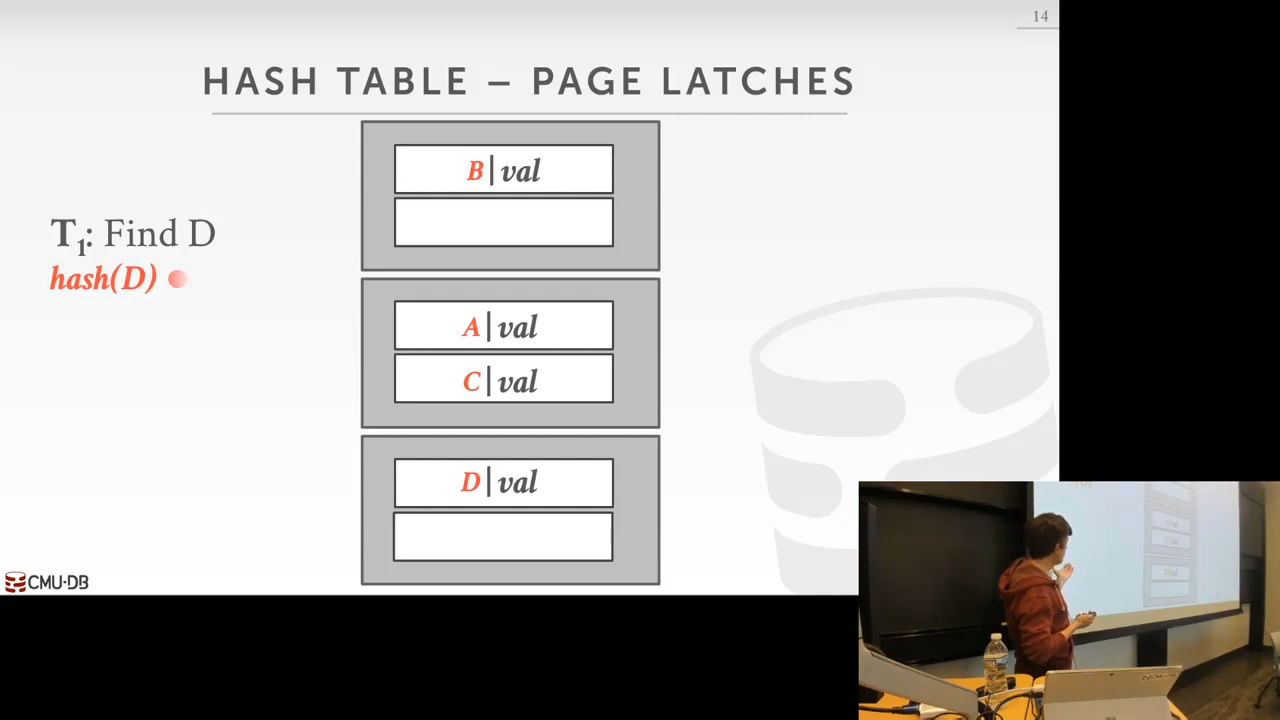 14
HASH TABLE – PAGE LATCHES
B|val
T1: Find D
hash(D)
A|val
C|val
D|val
CMU·DB